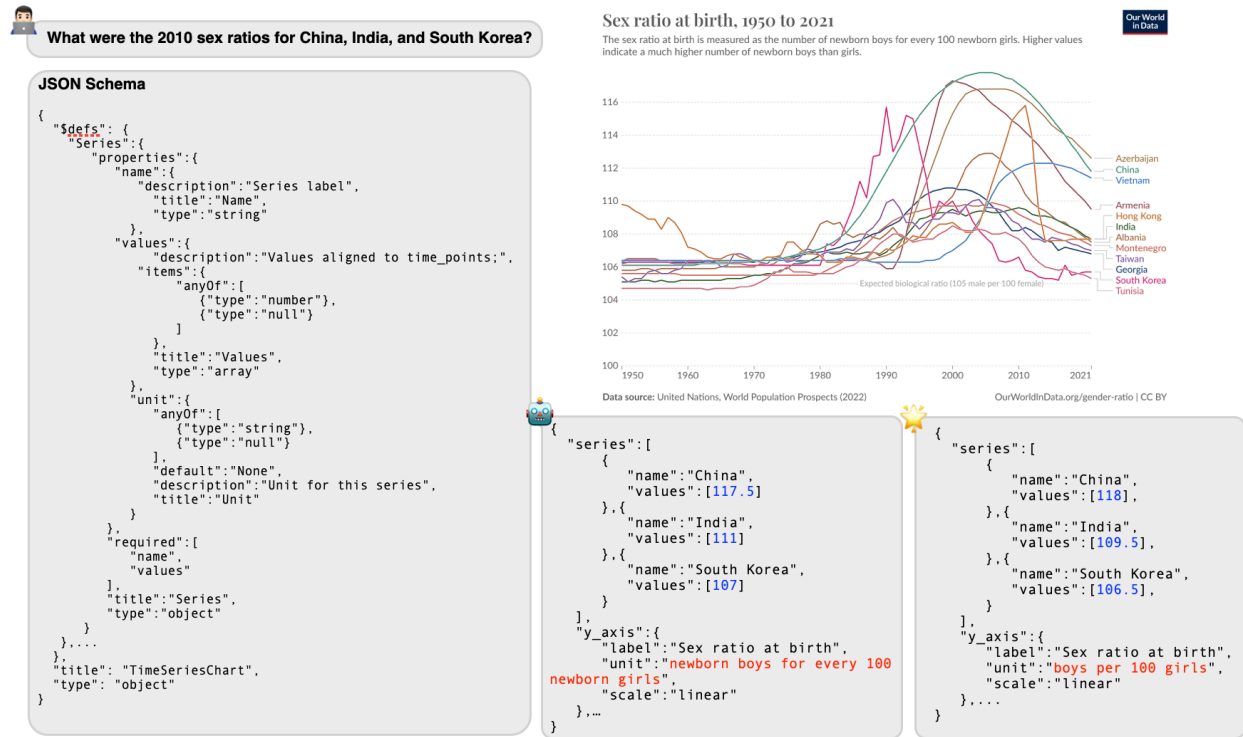 What were the 2010 sex ratios for China, India, and South Korea?
JSON Schema
{
"$defs": {
"Series":{
"properties":{
"name":{
"description":"Series label",
"title":"Name",
"type":"string"
},
"values":{
"description":"Values aligned to time_points;",
"items":{
"anyOf":[
{"type":"number"},
{"type":"null"}
]
},
"title":"Values",
"type":"array"
},
"unit":{
"anyOf":[
{"type":"string"},
{"type":"null"}
],
"default":"None",
"description":"Unit for this series",
"title":"Unit"
}
},
"required":[
"name",
"values"
],
"title":"Series",
"type":"object"
}
},...
},
"title": "TimeSeriesChart",
"type": "object"
}
Sex ratio at birth, 1950 to 2021
The sex ratio at birth is measured as the number of newborn boys for every 100 newborn girls. Higher values
indicate a much higher number of newborn boys than girls.
Our World
in Data
116
114
112
110
108
106
104
102
100
Expected biological ratio (105 male per 100 female)
1950
1960
1970
1980
1990
2000
2010
2021
Azerbaijan
China
Vietnam
Armenia
Hong Kong
India
Albania
Montenegro
Taiwan
Georgia
South Korea
Tunisia
Data source: United Nations, World Population Prospects (2022)
OurWorldInData.org/gender-ratio | CC BY
{
"series":[
{
"name":"China",
"values":[117.5]
},{
"name":"India",
"values":[111]
},{
"name":"South Korea",
"values":[107]
}
],
"y_axis":{
"label":"Sex ratio at birth",
"unit":"newborn boys for every 100
newborn girls",
"scale":"linear"
},…
}
{
"series":[
{
"name":"China",
"values":[118],
},{
"name":"India",
"values":[109.5],
},{
"name":"South Korea",
"values":[106.5],
}
],
"y_axis":{
"label":"Sex ratio at birth",
"unit":"boys per 100 girls",
"scale":"linear"
},...
}